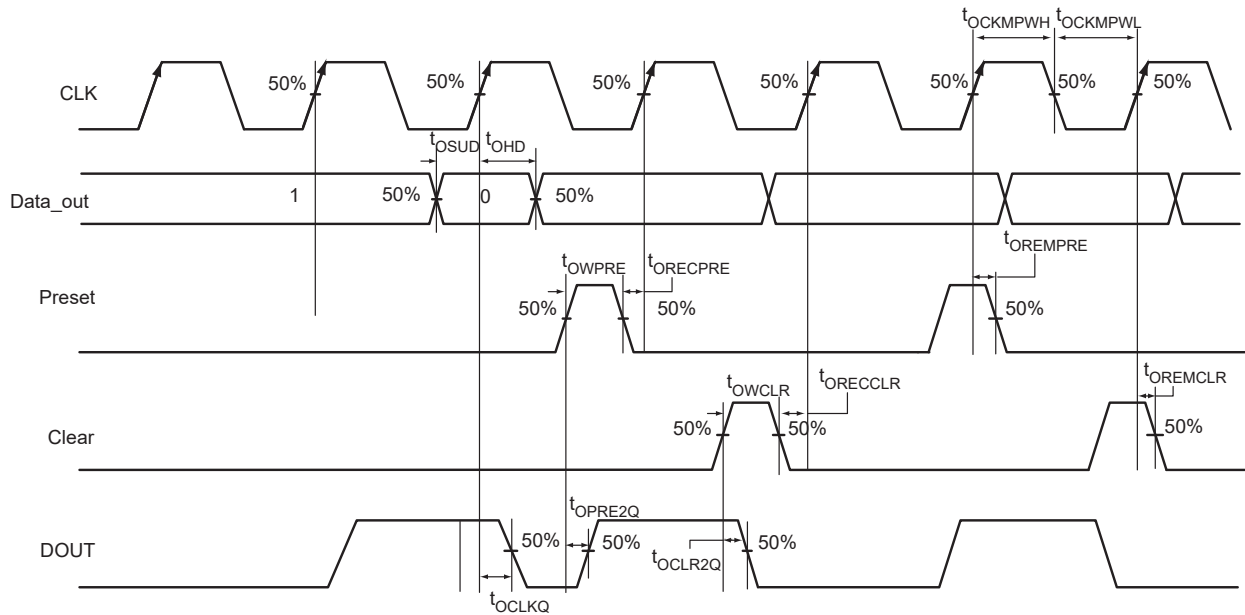 tOCKMPWH tOCKMPWL
CLK 50% 50% 50% 50% 50% 50% 50%
tOSUD tOHD
Data_out 1 50% 0 50%
tOREMPRE
tOWPRE tORECPRE
Preset 50% 50% 50%
tOWCLR tORECCLR tOREMCLR
Clear 50% 50% 50%
tOPRE2Q
DOUT 50% 50% tOCLR2Q 50%
tOCLKQ